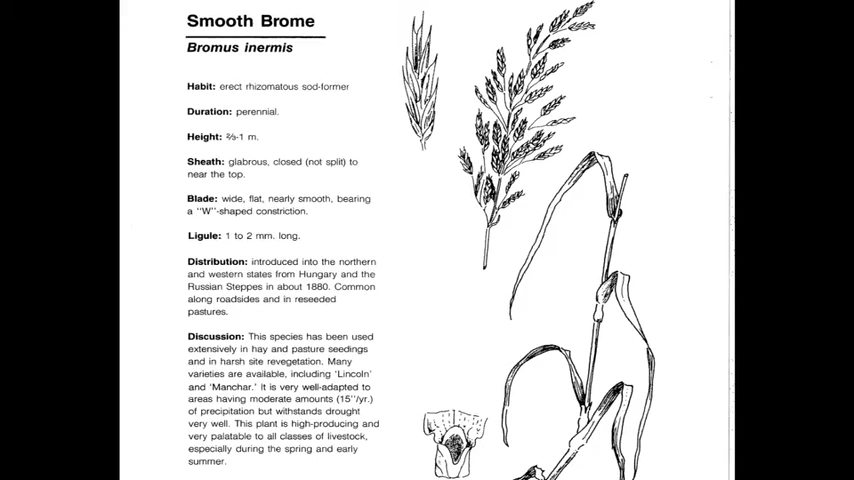 Smooth Brome
Bromus inermis
Habit: erect rhizomatous sod-former
Duration: perennial.
Height: ⅔-1 m.
Sheath: glabrous, closed (not split) to
near the top.
Blade: wide, flat, nearly smooth, bearing
a ''W''-shaped constriction.
Ligule: 1 to 2 mm. long.
Distribution: introduced into the northern
and western states from Hungary and the
Russian Steppes in about 1880. Common
along roadsides and in reseeded
pastures.
Discussion: This species has been used
extensively in hay and pasture seedings
and in harsh site revegetation. Many
varieties are available, including 'Lincoln'
and 'Manchar.' It is very well-adapted to
areas having moderate amounts (15''/yr.)
of precipitation but withstands drought
very well. This plant is high-producing and
very palatable to all classes of livestock,
especially during the spring and early
summer.